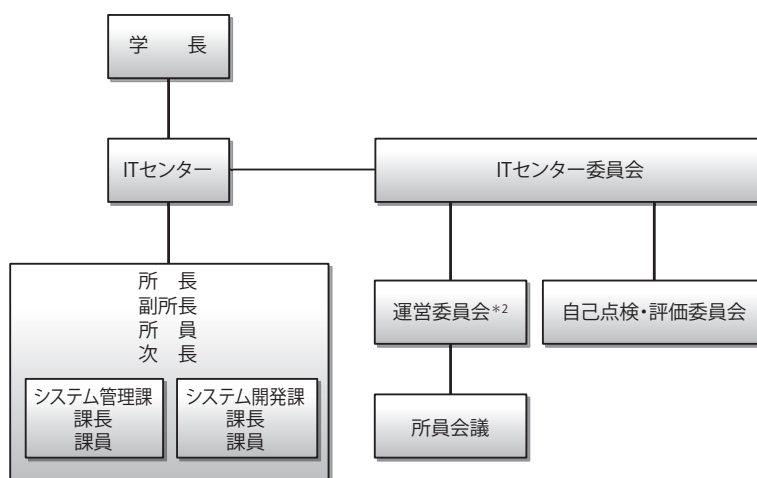 学　長
ITセンター
ITセンター委員会
所　長
副所長
所　員
次　長
システム管理課
課長
課員
システム開発課
課長
課員
運営委員会*2
自己点検・評価委員会
所員会議